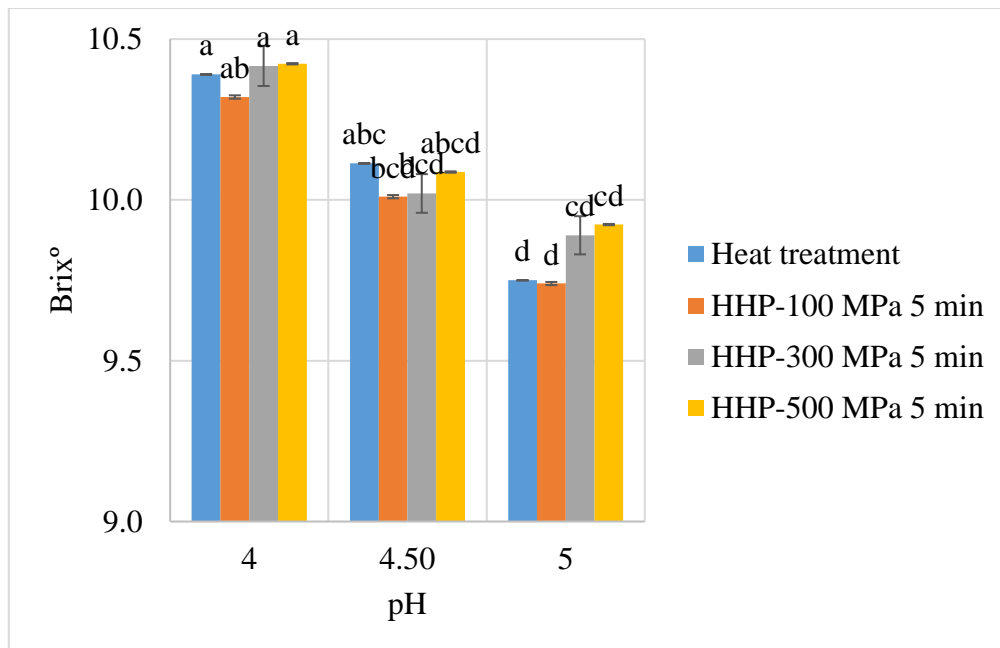 10.5
10.0
9.5
9.0
Brixº
a
ab
a
a
abc
bcd
bcd
abcd
d
d
cd
cd
4
4.50
5
pH
Heat treatment
HHP-100 MPa 5 min
HHP-300 MPa 5 min
HHP-500 MPa 5 min